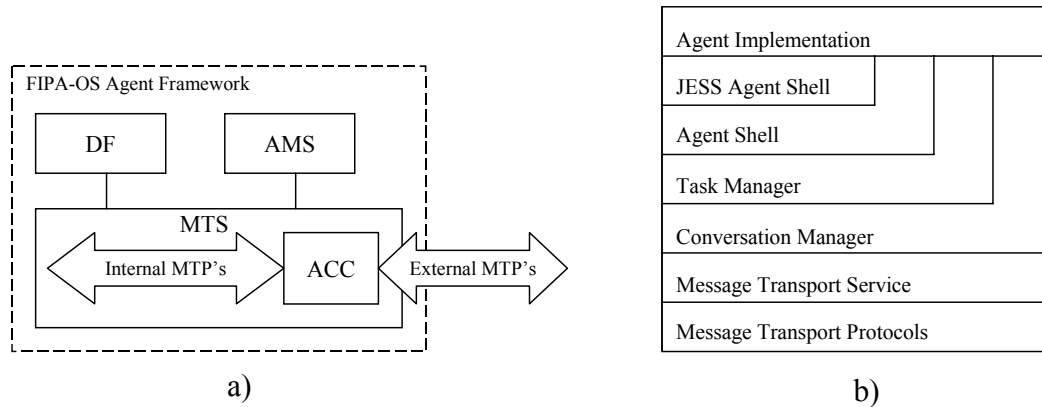 FIPA-OS Agent Framework
DF
AMS
MTS
Internal MTP's
ACC
External MTP's
a)
Agent Implementation
JESS Agent Shell
Agent Shell
Task Manager
Conversation Manager
Message Transport Service
Message Transport Protocols
b)